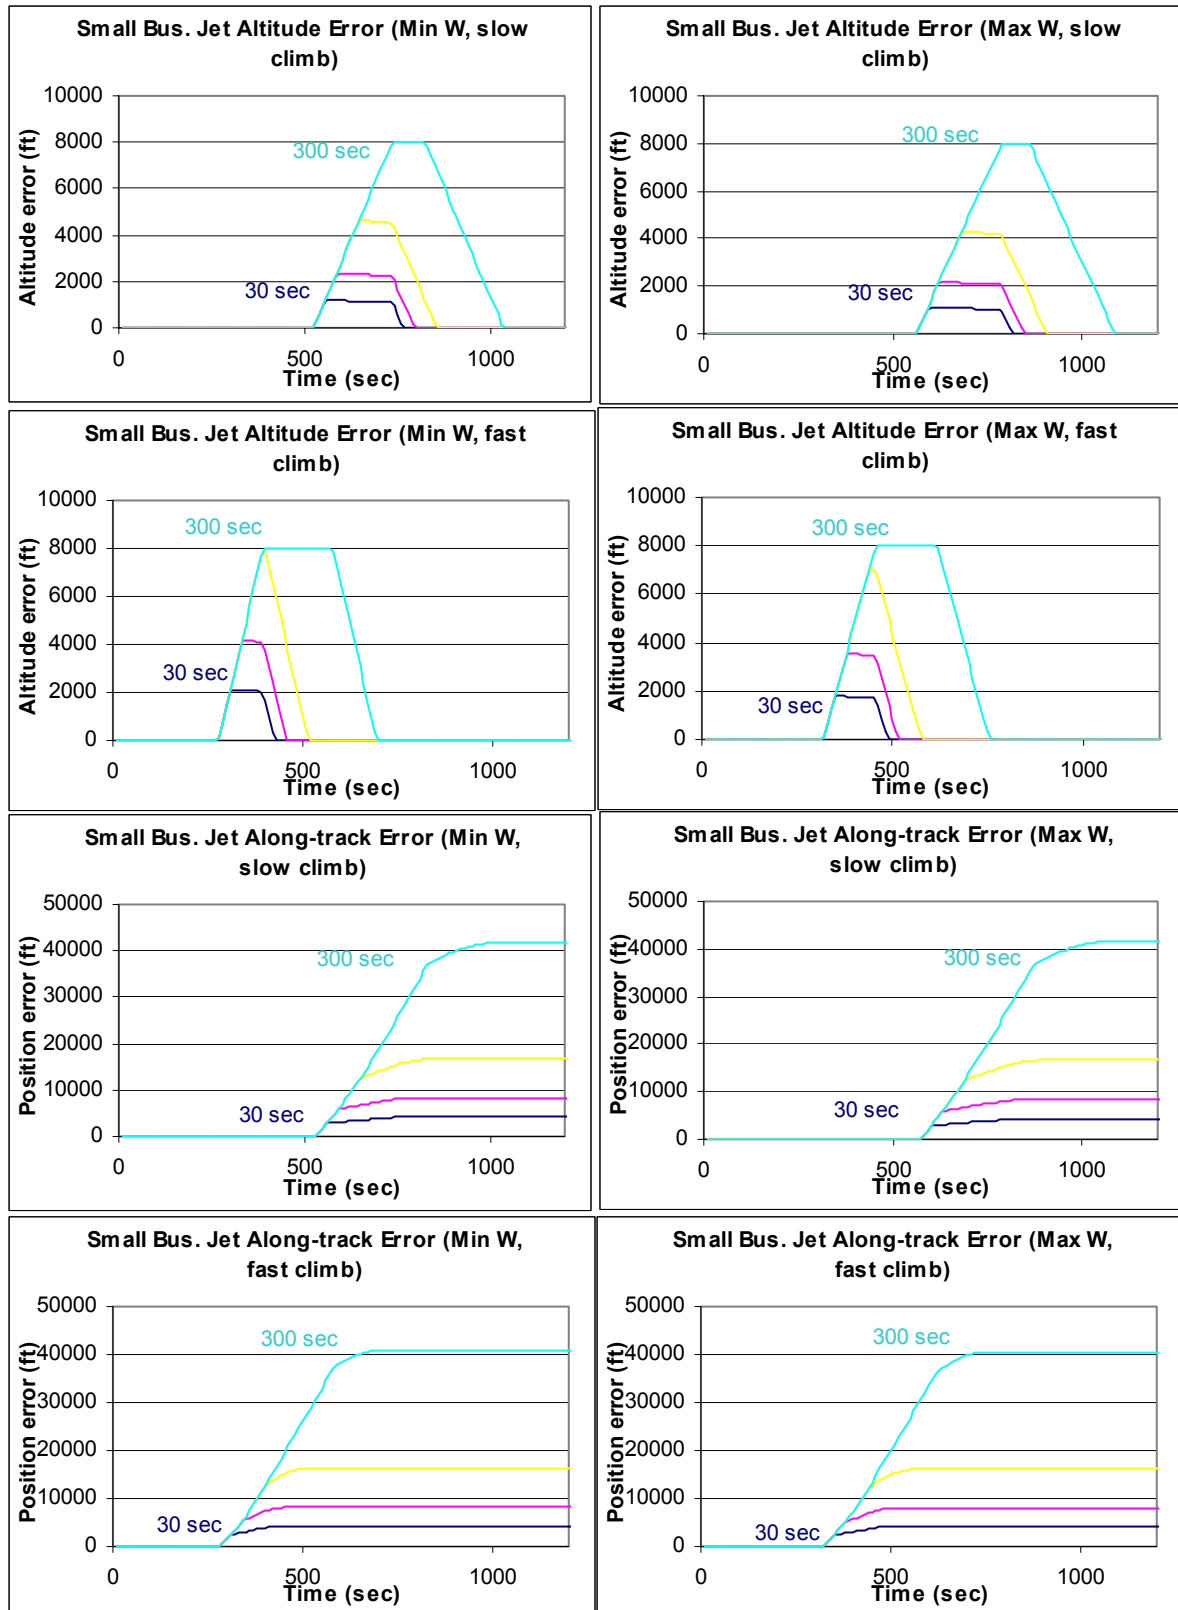 Small Bus. Jet Altitude Error (Min W, slow
climb)
10000
8000
6000
4000
2000
0
Altitude error (ft)
300 sec
30 sec
0
500
1000
Time (sec)
Small Bus. Jet Altitude Error (Max W, slow
climb)
10000
8000
6000
4000
2000
0
Altitude error (ft)
300 sec
30 sec
0
500
1000
Time (sec)
Small Bus. Jet Altitude Error (Min W, fast
climb)
10000
8000
6000
4000
2000
0
Altitude error (ft)
300 sec
30 sec
0
500
1000
Time (sec)
Small Bus. Jet Altitude Error (Max W, fast
climb)
10000
8000
6000
4000
2000
0
Altitude error (ft)
300 sec
30 sec
0
500
1000
Time (sec)
Small Bus. Jet Along-track Error (Min W,
slow climb)
50000
40000
30000
20000
10000
0
Position error (ft)
300 sec
30 sec
0
500
1000
Time (sec)
Small Bus. Jet Along-track Error (Max W,
slow climb)
50000
40000
30000
20000
10000
0
Position error (ft)
300 sec
30 sec
0
500
1000
Time (sec)
Small Bus. Jet Along-track Error (Min W,
fast climb)
50000
40000
30000
20000
10000
0
Position error (ft)
300 sec
30 sec
0
500
1000
Time (sec)
Small Bus. Jet Along-track Error (Max W,
fast climb)
50000
40000
30000
20000
10000
0
Position error (ft)
300 sec
30 sec
0
500
1000
Time (sec)